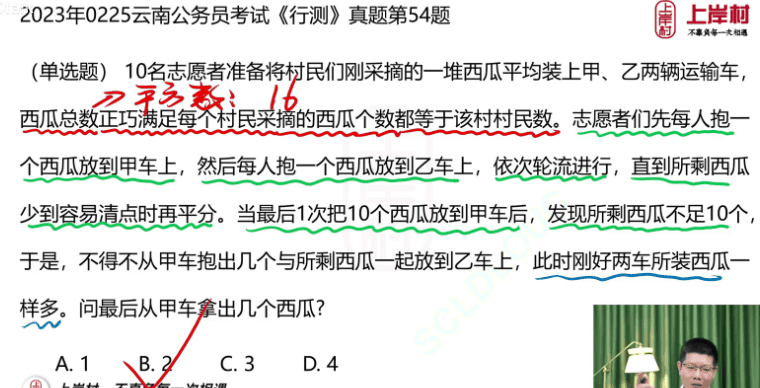 2023年0225云南公务员考试《行测》真题第54题
上岸村
不辜负每一次相遇
（单选题） 10名志愿者准备将村民们刚采摘的一堆西瓜平均装上甲、乙两辆运输车，
⇒平方数：16
西瓜总数正巧满足每个村民采摘的西瓜个数都等于该村村民数。志愿者们先每人抱一
个西瓜放到甲车上，然后每人抱一个西瓜放到乙车上，依次轮流进行，直到所剩西瓜
少到容易清点时再平分。当最后1次把10个西瓜放到甲车后，发现所剩西瓜不足10个，
于是，不得不从甲车抱出几个与所剩西瓜一起放到乙车上，此时刚好两车所装西瓜一
样多。问最后从甲车拿出几个西瓜？
A. 1 B. 2 C. 3 D. 4
上岸村 不辜负每一次相遇